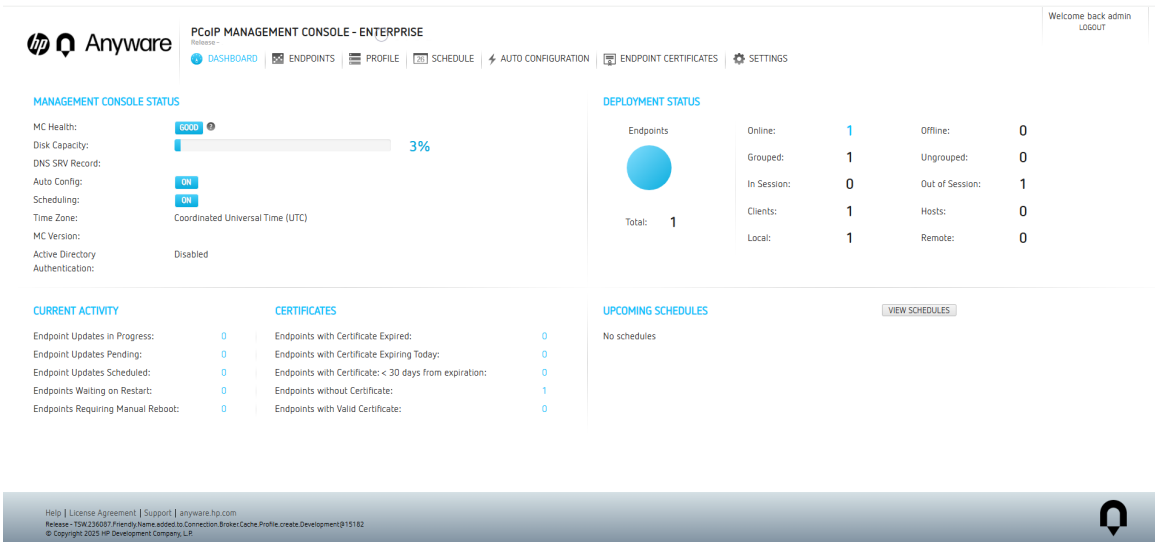 Welcome back admin
LOGOUT
hp Anyware
PCoIP MANAGEMENT CONSOLE - ENTERPRISE
Release -
DASHBOARD ENDPOINTS PROFILE 26 SCHEDULE AUTO CONFIGURATION ENDPOINT CERTIFICATES SETTINGS
MANAGEMENT CONSOLE STATUS
MC Health: GOOD ?
Disk Capacity: 3%
DNS SRV Record:
Auto Config: ON
Scheduling: ON
Time Zone: Coordinated Universal Time (UTC)
MC Version:
Active Directory Disabled
Authentication:
DEPLOYMENT STATUS
Endpoints
Total: 1
Online: 1 Offline: 0
Grouped: 1 Ungrouped: 0
In Session: 0 Out of Session: 1
Clients: 1 Hosts: 0
Local: 1 Remote: 0
CURRENT ACTIVITY
Endpoint Updates in Progress: 0
Endpoint Updates Pending: 0
Endpoint Updates Scheduled: 0
Endpoints Waiting on Restart: 0
Endpoints Requiring Manual Reboot: 0
CERTIFICATES
Endpoints with Certificate Expired: 0
Endpoints with Certificate Expiring Today: 0
Endpoints with Certificate: < 30 days from expiration: 0
Endpoints without Certificate: 1
Endpoints with Valid Certificate: 0
UPCOMING SCHEDULES VIEW SCHEDULES
No schedules
Help | License Agreement | Support | anyware.hp.com
Release - TSW.236087.Friendly.Name.added.to.Connection.Broker.Cache.Profile.create.Development@15182
© Copyright 2025 HP Development Company, L.P.